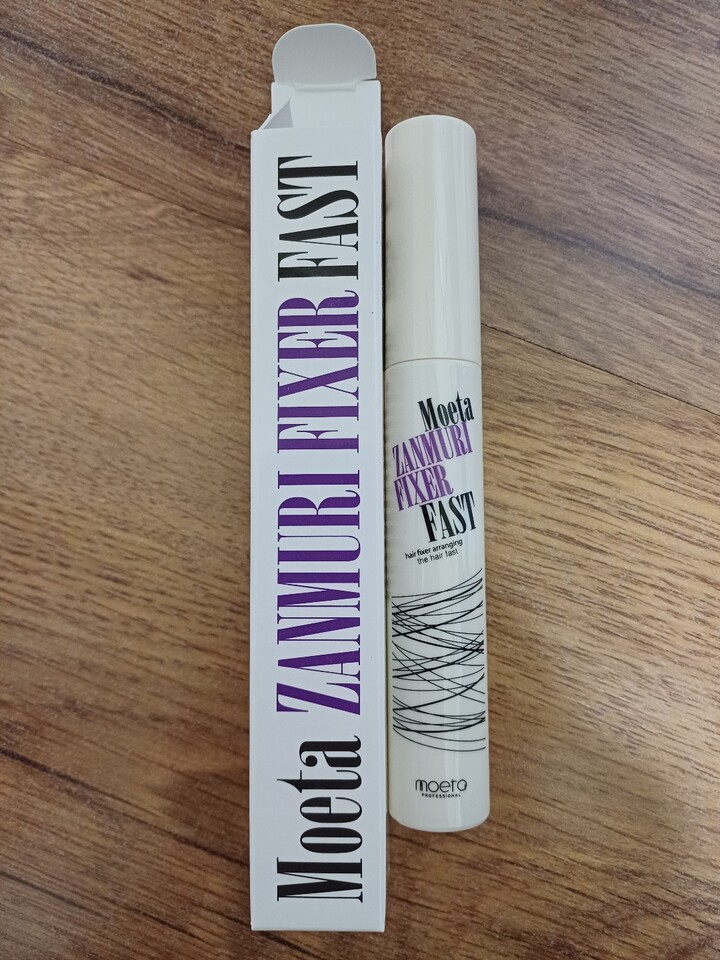 Moeta ZANMURI FIXER FAST
Moeta
ZANMURI
FIXER
FAST
hair fixer arranging
the hair fast
moeta
PROFESSIONAL